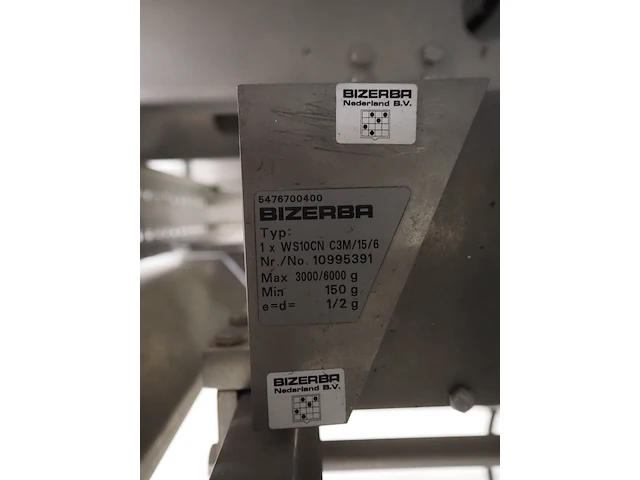 BIZERBA
Nederland B.V.
5476700400
BIZERBA
Typ:
1 x WS10CN C3M/15/6
Nr./No. 10995391
Max 3000/6000 g
Min 150 g
e=d= 1/2 g
BIZERBA
Nederland B.V.